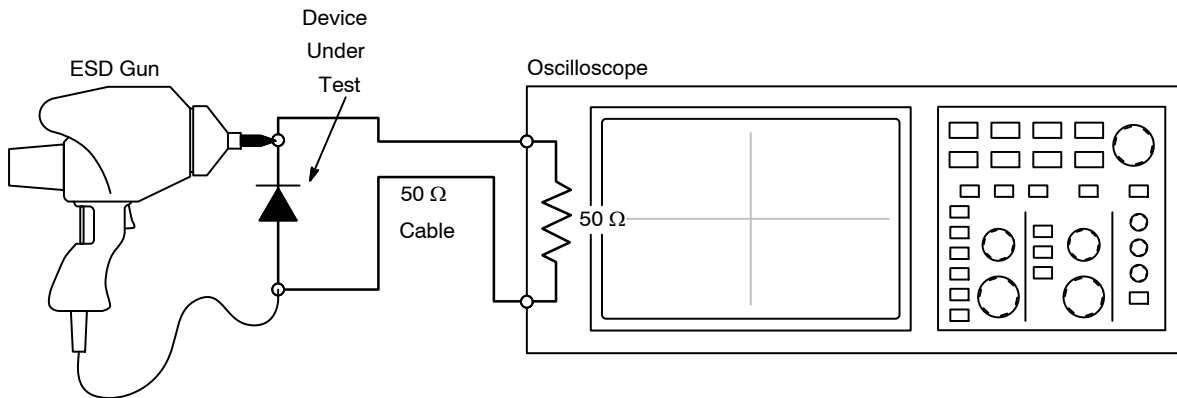 Device
Under
Test
ESD Gun
Oscilloscope
50 Ω
Cable
50 Ω